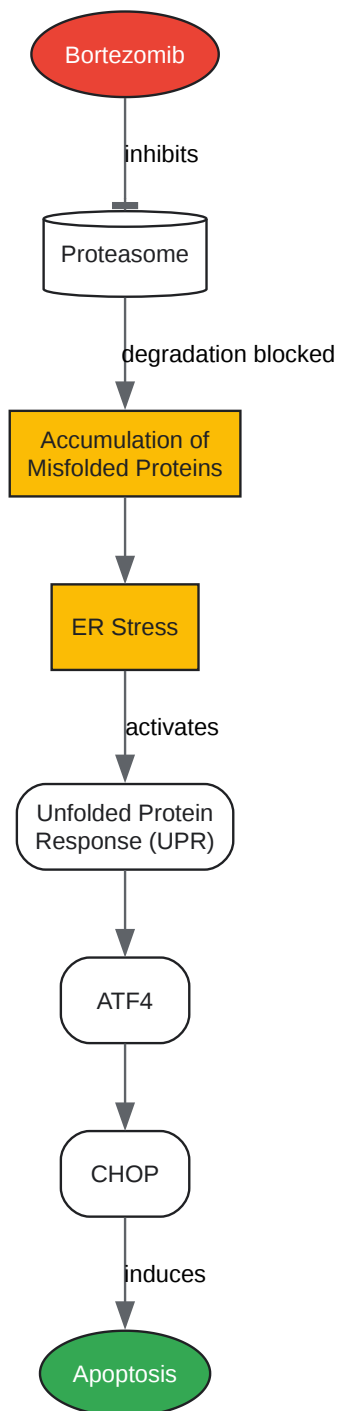 Bortezomib
inhibits
Proteasome
degradation blocked
Accumulation of
Misfolded Proteins
ER Stress
activates
Unfolded Protein
Response (UPR)
ATF4
CHOP
induces
Apoptosis